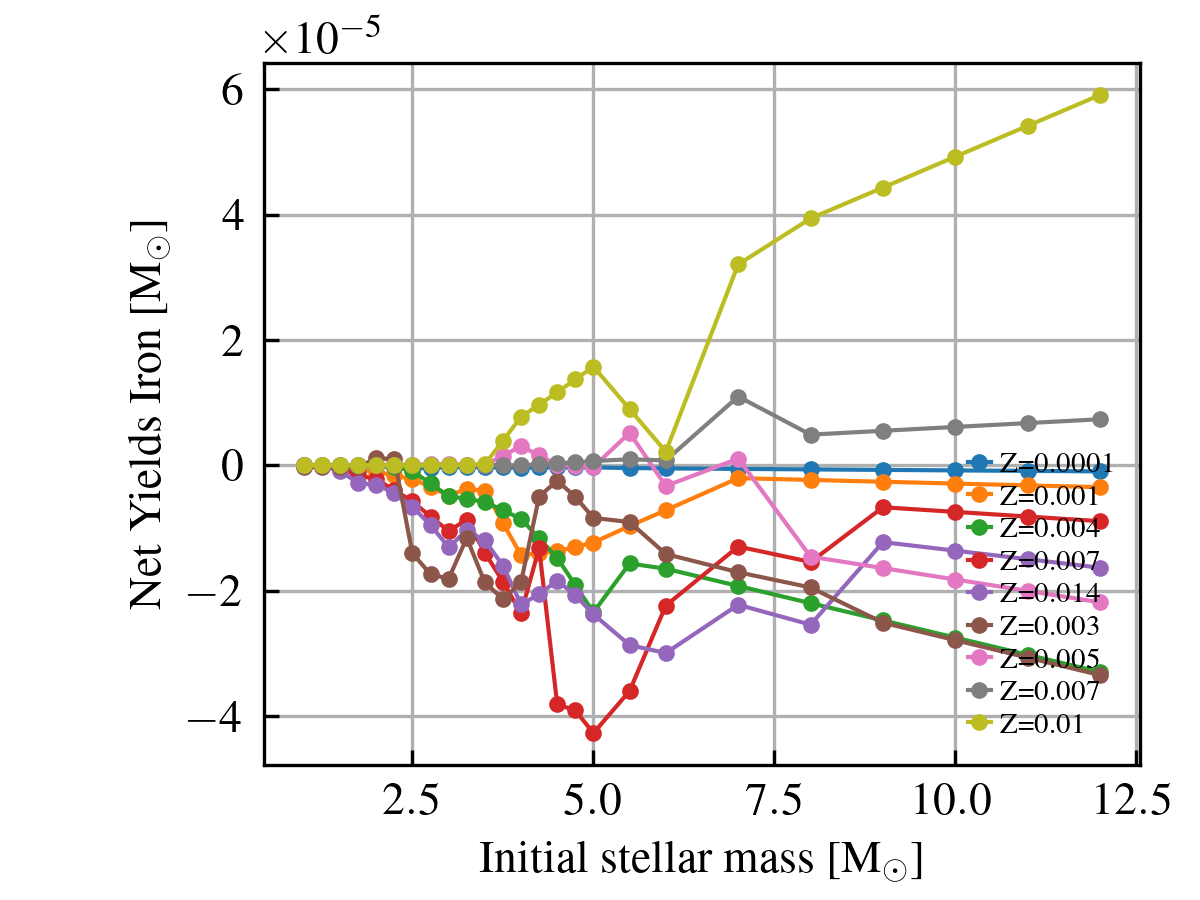 ×10⁻⁵
6
4
2
0
−2
−4
Net Yields Iron [M☉]
2.5 5.0 7.5 10.0 12.5
Initial stellar mass [M☉]
Z=0.0001
Z=0.001
Z=0.004
Z=0.007
Z=0.014
Z=0.003
Z=0.005
Z=0.007
Z=0.01